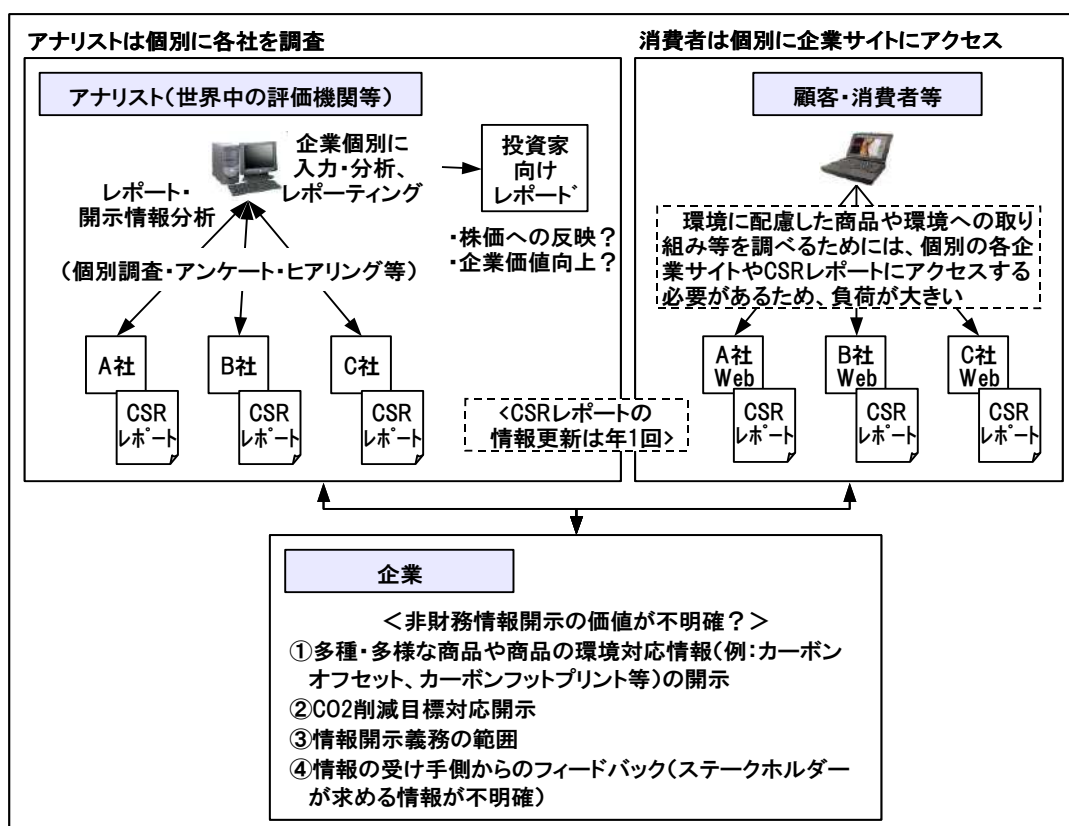 アナリストは個別に各社を調査
アナリスト(世界中の評価機関等)
企業個別に
入力・分析、
レポーティング
投資家
向け
レポート゛
レポート・
開示情報分析
・株価への反映?
・企業価値向上?
(個別調査・アンケート・ヒアリング等)
A社
B社
C社
CSR
レポート
CSR
レポート
CSR
レポート
<CSRレポートの
情報更新は年1回>
消費者は個別に企業サイトにアクセス
顧客・消費者等
環境に配慮した商品や環境への取り
組み等を調べるためには、個別の各企
業サイトやCSRレポートにアクセスする
必要があるため、負荷が大きい
A社
Web
B社
Web
C社
Web
CSR
レポート
CSR
レポート
CSR
レポート
企業
<非財務情報開示の価値が不明確?>
①多種・多様な商品や商品の環境対応情報(例:カーボン
オフセット、カーボンフットプリント等)の開示
②CO2削減目標対応開示
③情報開示義務の範囲
④情報の受け手側からのフィードバック(ステークホルダー
が求める情報が不明確)